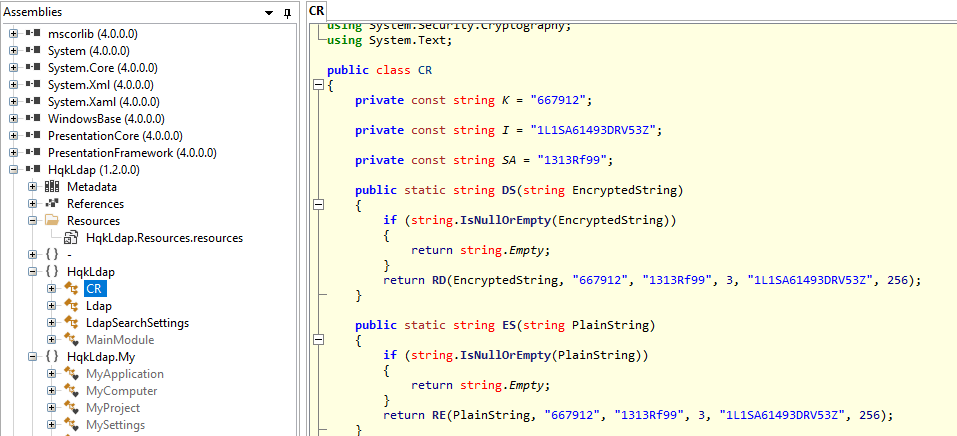 Assemblies
mscorlib (4.0.0.0)
System (4.0.0.0)
System.Core (4.0.0.0)
System.Xml (4.0.0.0)
System.Xaml (4.0.0.0)
WindowsBase (4.0.0.0)
PresentationCore (4.0.0.0)
PresentationFramework (4.0.0.0)
HqkLdap (1.2.0.0)
Metadata
References
Resources
HqkLdap.Resources.resources
{ } -
{ } HqkLdap
CR
Ldap
LdapSearchSettings
MainModule
{ } HqkLdap.My
MyApplication
MyComputer
MyProject
MySettings
CR
using System.Security.Cryptography;
using System.Text;
public class CR
{
private const string K = "667912";
private const string I = "1L1SA61493DRV53Z";
private const string SA = "1313Rf99";
public static string DS(string EncryptedString)
{
if (string.IsNullOrEmpty(EncryptedString))
{
return string.Empty;
}
return RD(EncryptedString, "667912", "1313Rf99", 3, "1L1SA61493DRV53Z", 256);
}
public static string ES(string PlainString)
{
if (string.IsNullOrEmpty(PlainString))
{
return string.Empty;
}
return RE(PlainString, "667912", "1313Rf99", 3, "1L1SA61493DRV53Z", 256);
}